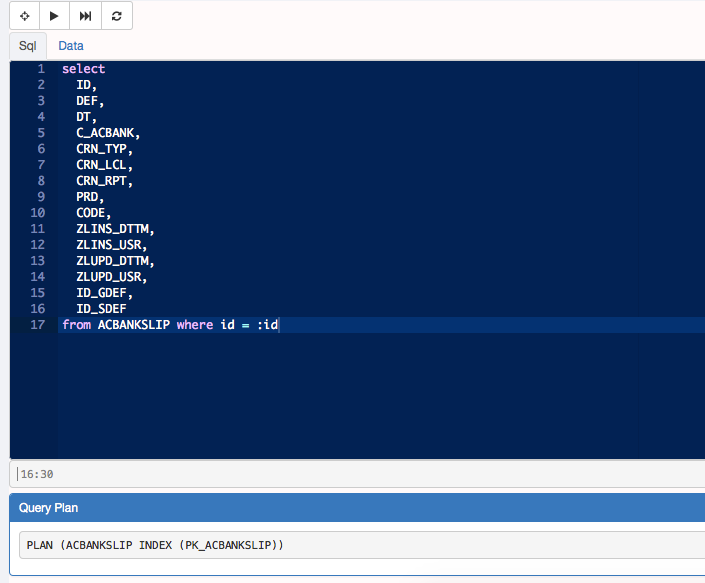 Sql Data
1 select
2 ID,
3 DEF,
4 DT,
5 C_ACBANK,
6 CRN_TYP,
7 CRN_LCL,
8 CRN_RPT,
9 PRD,
10 CODE,
11 ZLINS_DTTM,
12 ZLINS_USR,
13 ZLUPD_DTTM,
14 ZLUPD_USR,
15 ID_GDEF,
16 ID_SDEF
17 from ACBANKSLIP where id = :id
16:30
Query Plan
PLAN (ACBANKSLIP INDEX (PK_ACBANKSLIP))